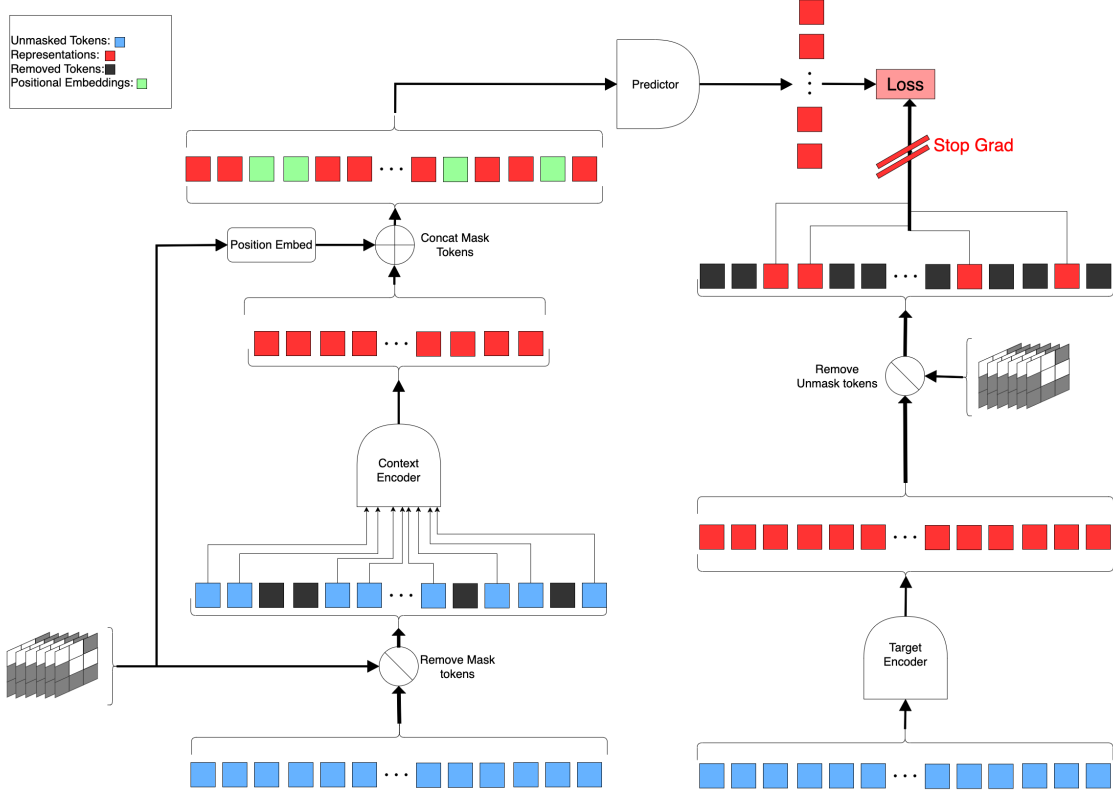 Unmasked Tokens:
Representations:
Removed Tokens:
Positional Embeddings:
Predictor
Loss
Stop Grad
Position Embed
Concat Mask
Tokens
Remove
Unmask tokens
Context
Encoder
Target
Encoder
Remove Mask
tokens